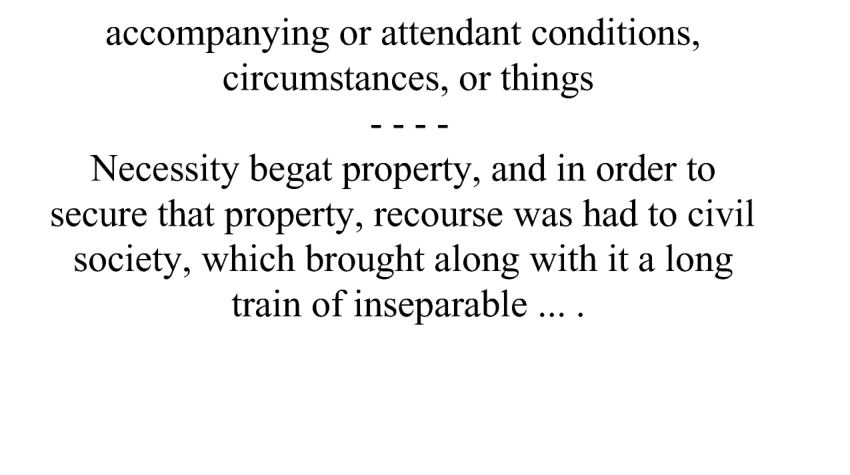 accompanying or attendant conditions,
circumstances, or things
- - - -
Necessity begat property, and in order to
secure that property, recourse was had to civil
society, which brought along with it a long
train of inseparable ... .